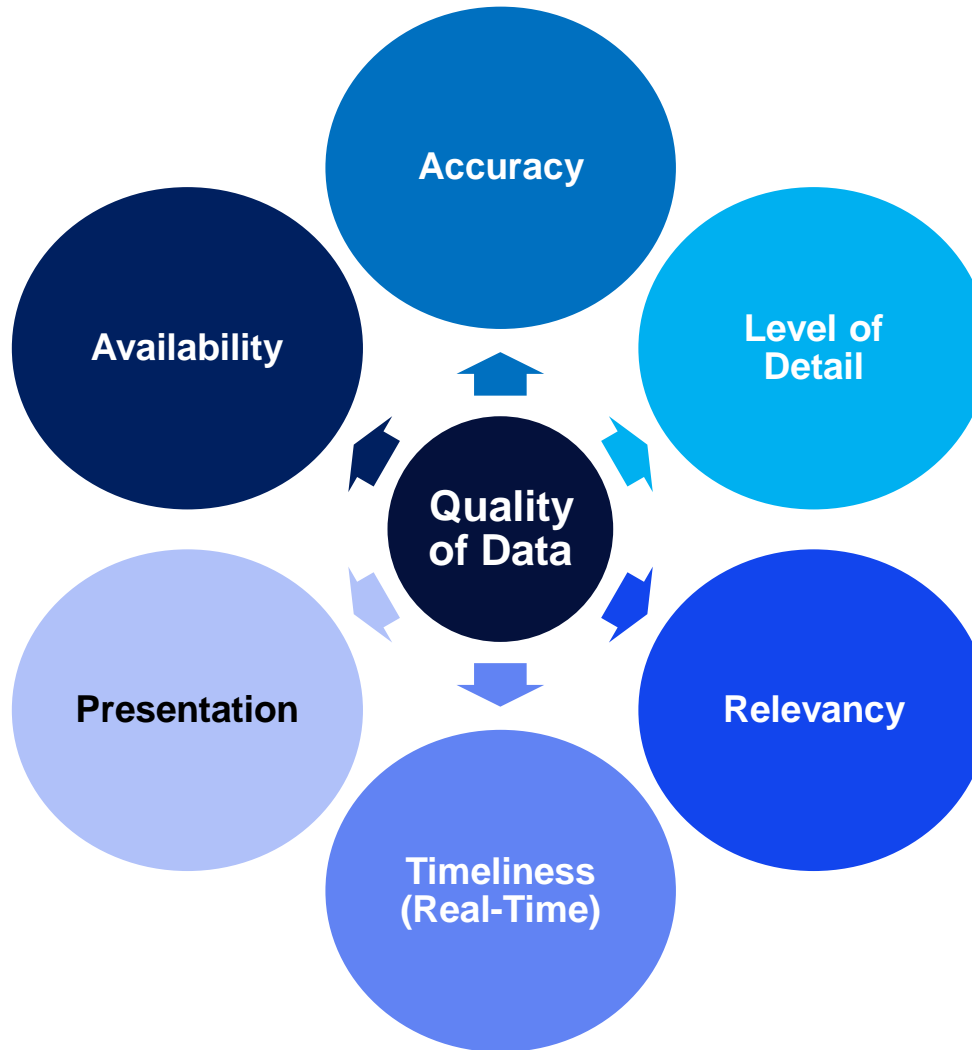 Accuracy
Availability
Level of
Detail
Quality
of Data
Presentation
Relevancy
Timeliness
(Real-Time)